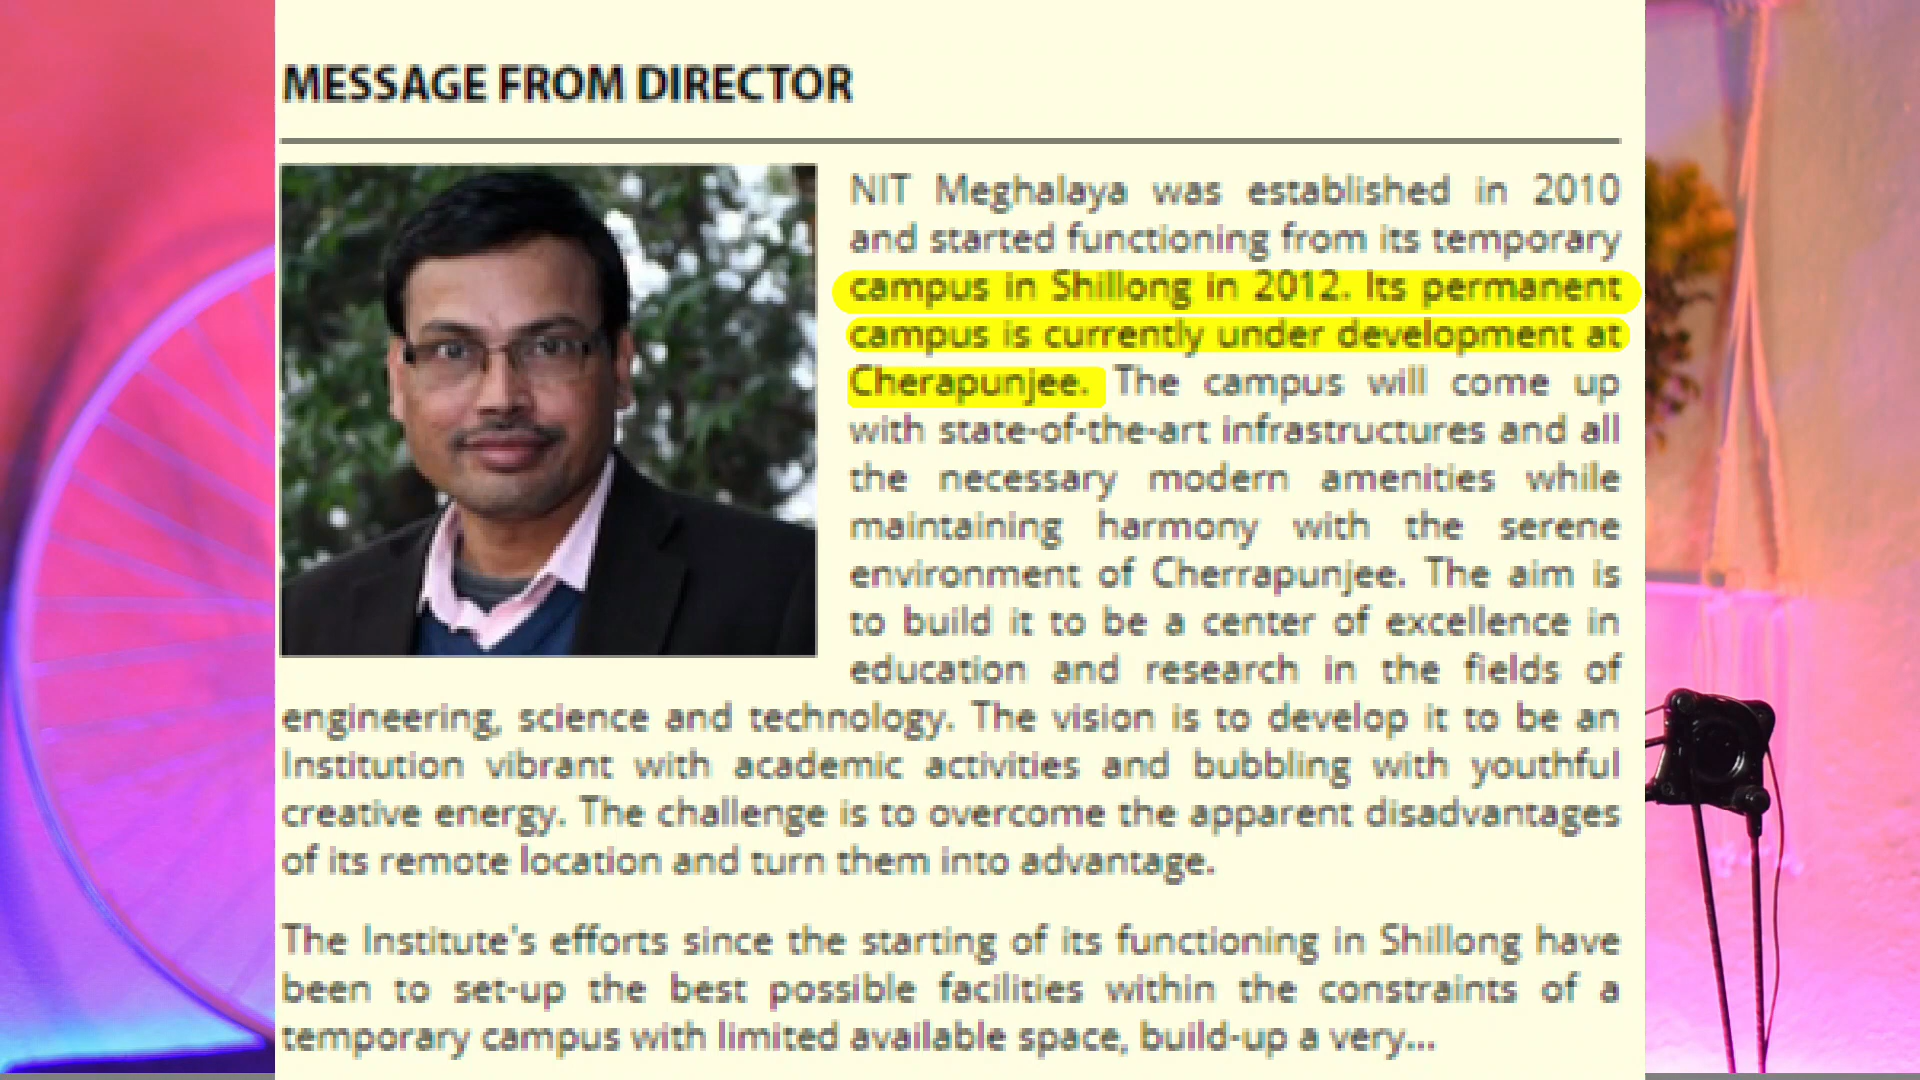 MESSAGE FROM DIRECTOR
NIT Meghalaya was established in 2010
and started functioning from its temporary
campus in Shillong in 2012. Its permanent
campus is currently under development at
Cherapunjee. The campus will come up
with state-of-the-art infrastructures and all
the necessary modern amenities while
maintaining harmony with the serene
environment of Cherrapunjee. The aim is
to build it to be a center of excellence in
education and research in the fields of
engineering, science and technology. The vision is to develop it to be an
Institution vibrant with academic activities and bubbling with youthful
creative energy. The challenge is to overcome the apparent disadvantages
of its remote location and turn them into advantage.
The Institute's efforts since the starting of its functioning in Shillong have
been to set-up the best possible facilities within the constraints of a
temporary campus with limited available space, build-up a very...